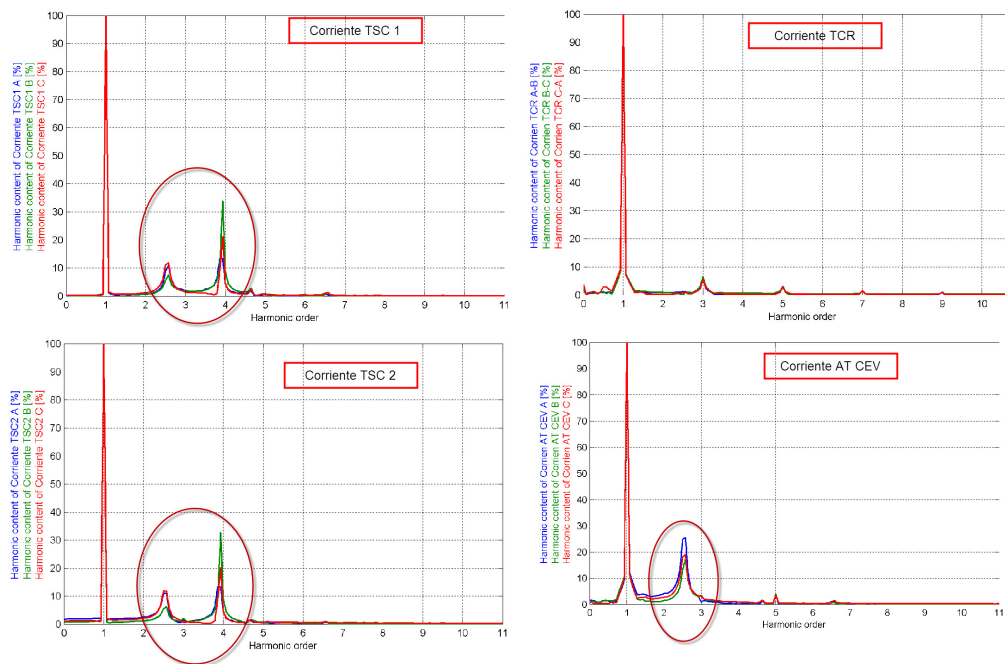 Corriente TSC 1
Harmonic content of Corriente TSC1 A [%]
Harmonic content of Corriente TSC1 B [%]
Harmonic content of Corriente TSC1 C [%]
100
90
80
70
60
50
40
30
20
10
0
0 1 2 3 4 5 6 7 8 9 10 11
Harmonic order
Corriente TCR
Harmonic content of Corrien TCR A-B [%]
Harmonic content of Corrien TCR B-C [%]
Harmonic content of Corrien TCR C-A [%]
100
90
80
70
60
50
40
30
20
10
0
0 1 2 3 4 5 6 7 8 9 10 11
Harmonic order
Corriente TSC 2
Harmonic content of Corriente TSC2 A [%]
Harmonic content of Corriente TSC2 B [%]
Harmonic content of Corriente TSC2 C [%]
100
90
80
70
60
50
40
30
20
10
0
0 1 2 3 4 5 6 7 8 9 10 11
Harmonic order
Corriente AT CEV
Harmonic content of Corrien AT CEV A [%]
Harmonic content of Corrien AT CEV B [%]
Harmonic content of Corrien AT CEV C [%]
100
90
80
70
60
50
40
30
20
10
0
0 1 2 3 4 5 6 7 8 9 10 11
Harmonic order